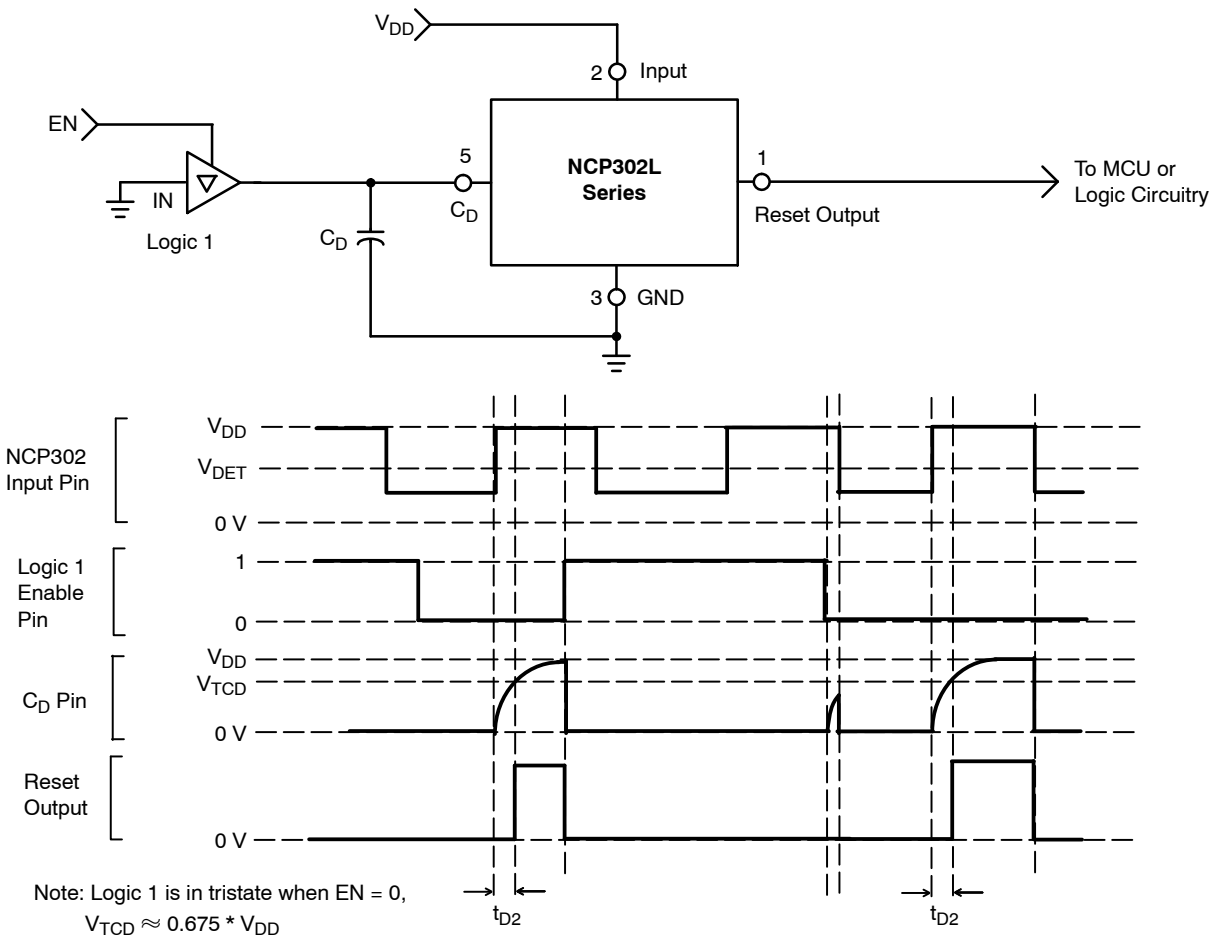 VDD
2 Input
EN
IN
Logic 1
CD
5
CD
NCP302L
Series
1
Reset Output
To MCU or
Logic Circuitry
3 GND
NCP302
Input Pin
VDD
VDET
0 V
Logic 1
Enable
Pin
1
0
CD Pin
VDD
VTCD
0 V
Reset
Output
0 V
Note: Logic 1 is in tristate when EN = 0,
VTCD ≈ 0.675 * VDD
tD2
tD2